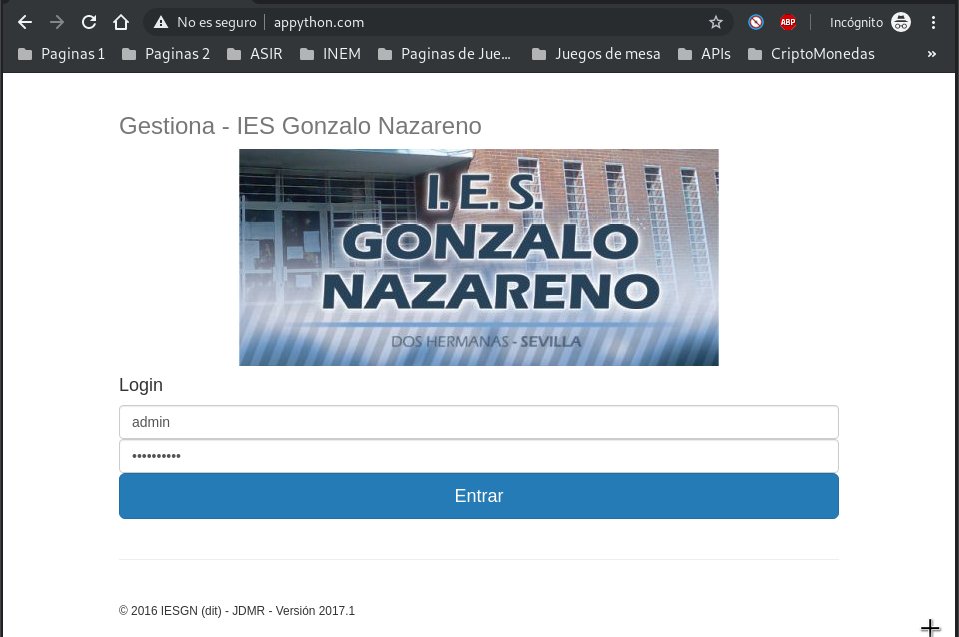 No es seguro appython.com ABP Incógnito
Paginas 1 Paginas 2 ASIR INEM Paginas de Jue... Juegos de mesa APIs CriptoMonedas »
Gestiona - IES Gonzalo Nazareno
I.E.S.
GONZALO
NAZARENO
DOS HERMANAS - SEVILLA
Login
admin
••••••••••
Entrar
© 2016 IESGN (dit) - JDMR - Versión 2017.1